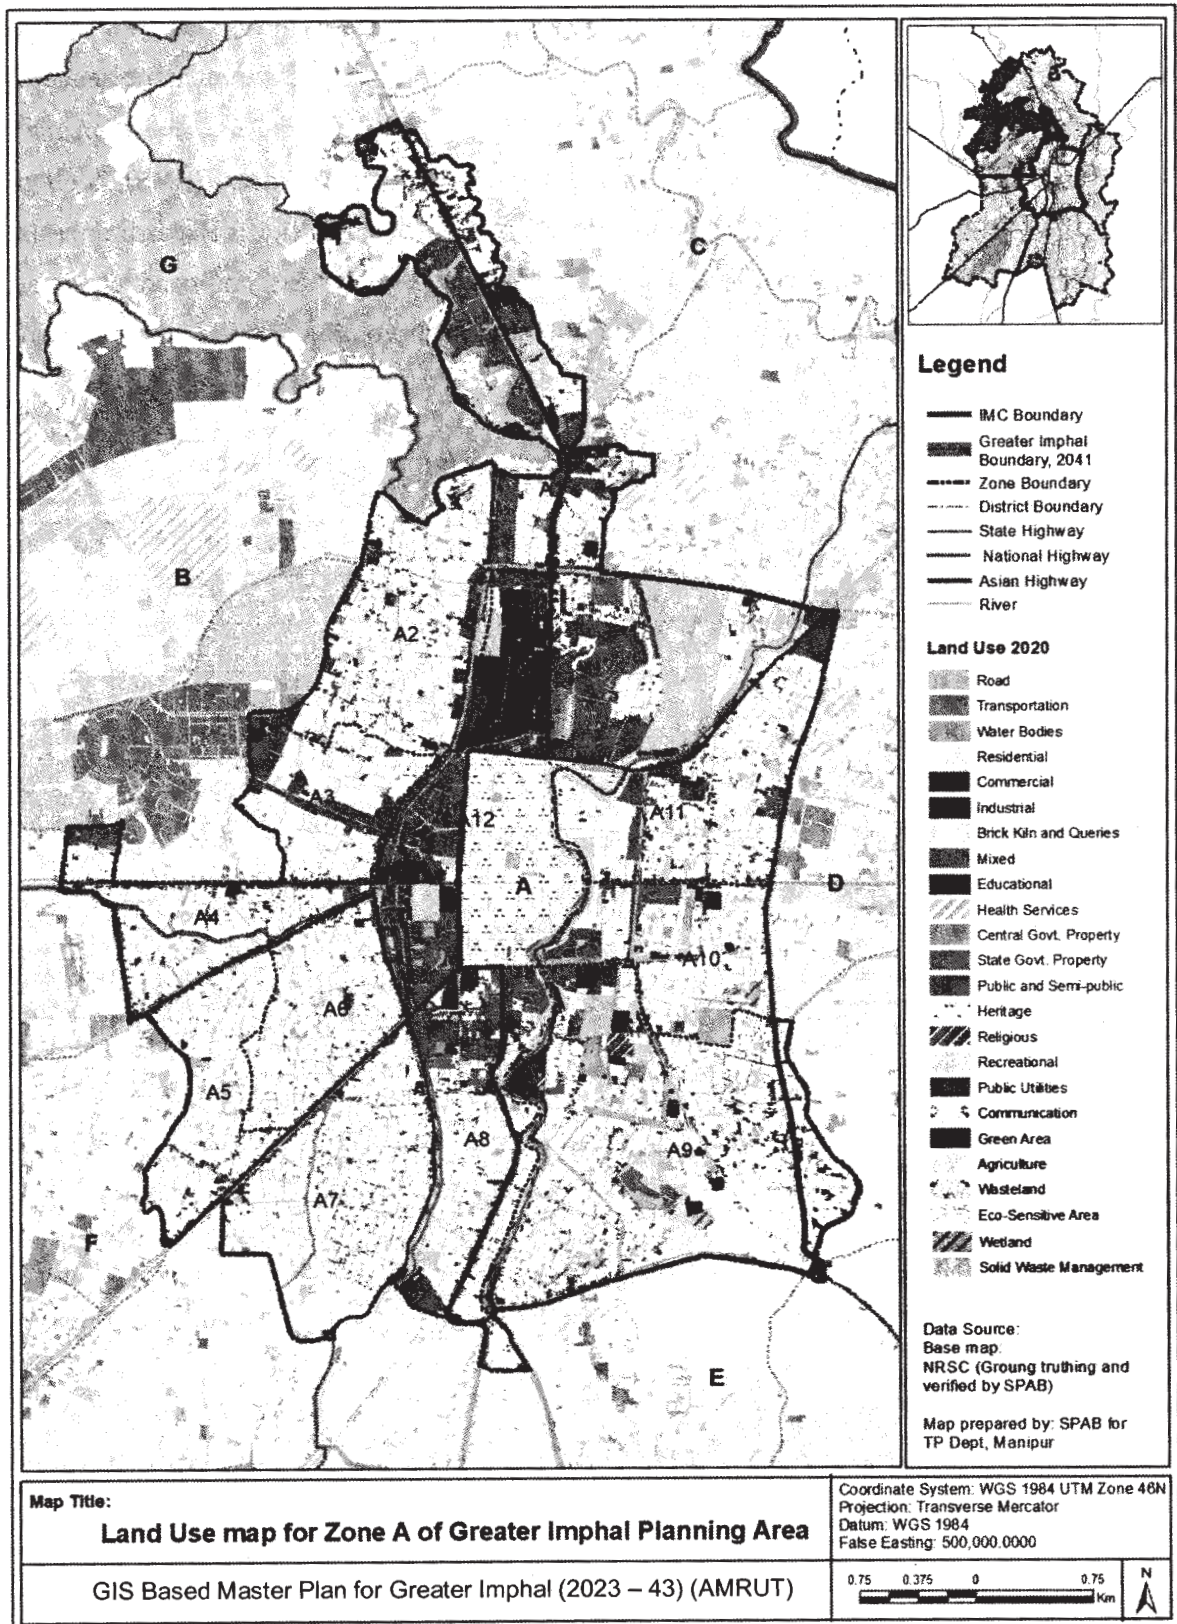 G
C
B
A2
A3
12
A11
A
D
A4
A10
A6
A5
A8
A9
A7
F
E
Legend
IMC Boundary
Greater Imphal
Boundary, 2041
Zone Boundary
District Boundary
State Highway
National Highway
Asian Highway
River
Land Use 2020
Road
Transportation
Water Bodies
Residential
Commercial
Industrial
Brick Kiln and Queries
Mixed
Educational
Health Services
Central Govt. Property
State Govt. Property
Public and Semi-public
Heritage
Religious
Recreational
Public Utilities
Communication
Green Area
Agriculture
Wasteland
Eco-Sensitive Area
Wetland
Solid Waste Management
Data Source:
Base map:
NRSC (Groung truthing and
verified by SPAB)
Map prepared by: SPAB for
TP Dept, Manipur
Map Title:
Land Use map for Zone A of Greater Imphal Planning Area
GIS Based Master Plan for Greater Imphal (2023 – 43) (AMRUT)
Coordinate System: WGS 1984 UTM Zone 46N
Projection: Transverse Mercator
Datum: WGS 1984
False Easting: 500,000.0000
0.75 0.375 0 0.75
Km
N